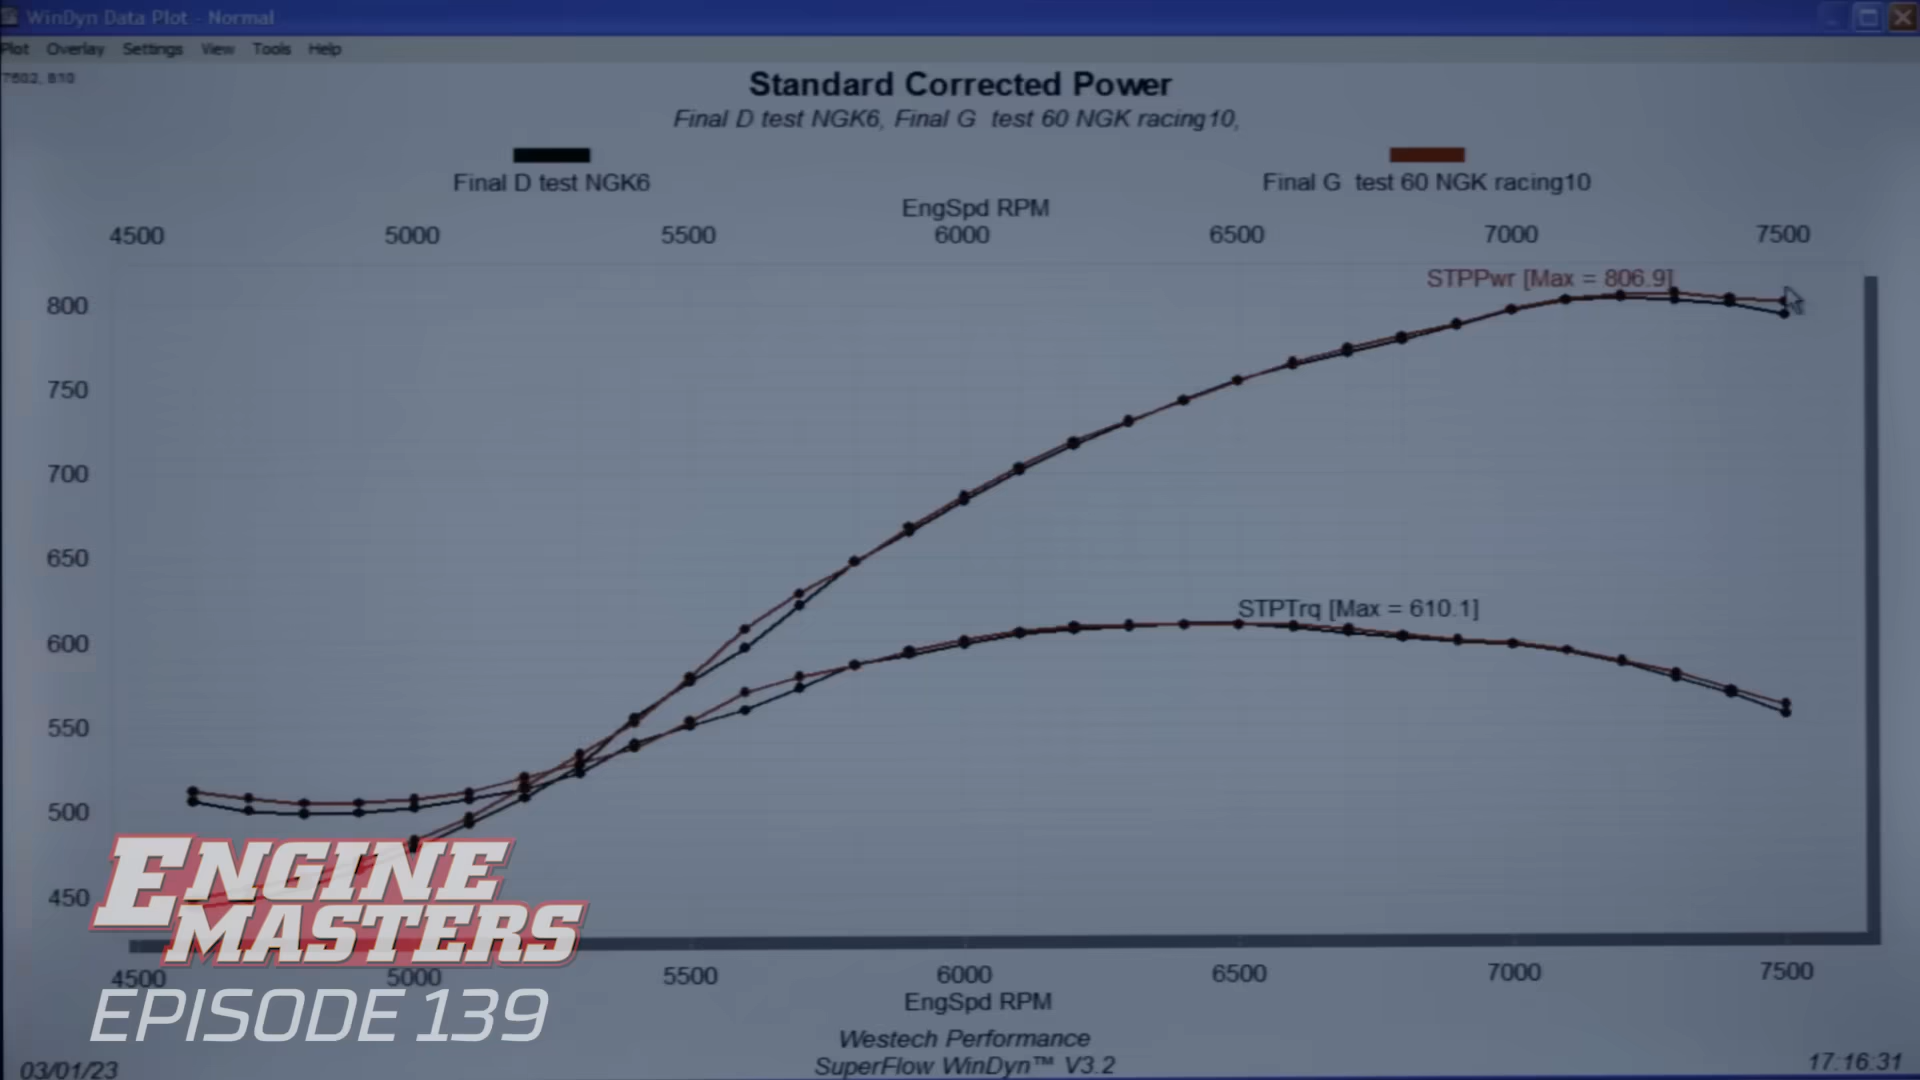 WinDyn Data Plot - Normal
Plot Overlay Settings View Tools Help
7502, 810
Standard Corrected Power
Final D test NGK6, Final G test 60 NGK racing10,
Final D test NGK6
Final G test 60 NGK racing10
EngSpd RPM
4500 5000 5500 6000 6500 7000 7500
STPPwr [Max = 806.9]
800
750
700
650
600
STPTrq [Max = 610.1]
550
500
450
ENGINE
MASTERS
4500 5000 5500 6000 6500 7000 7500
EngSpd RPM
EPISODE 139
Westech Performance
SuperFlow WinDyn™ V3.2
03/01/23
17:16:31